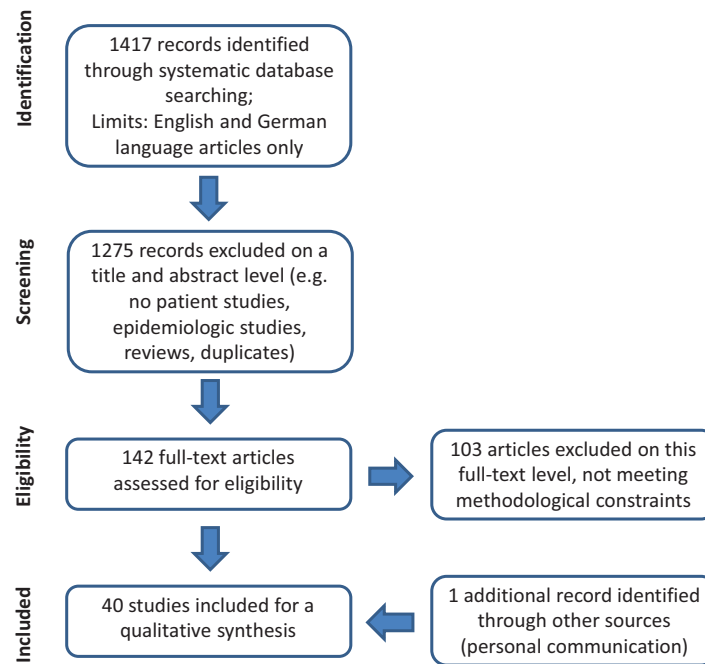 Identification
1417 records identified
through systematic database
searching;
Limits: English and German
language articles only
Screening
1275 records excluded on a
title and abstract level (e.g.
no patient studies,
epidemiologic studies,
reviews, duplicates)
Eligibility
142 full-text articles
assessed for eligibility
103 articles excluded on this
full-text level, not meeting
methodological constraints
Included
40 studies included for a
qualitative synthesis
1 additional record identified
through other sources
(personal communication)